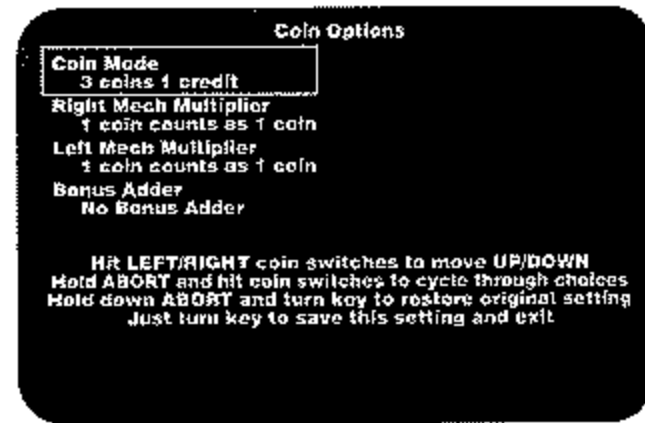 Coin Options
Coin Mode
3 coins 1 credit
Right Mech Multiplier
1 coin counts as 1 coin
Left Mech Multiplier
1 coin counts as 1 coin
Bonus Adder
No Bonus Adder
Hit LEFT/RIGHT coin switches to move UP/DOWN
Hold ABORT and hit coin switches to cycle through choices
Hold down ABORT and turn key to restore original setting
Just turn key to save this setting and exit